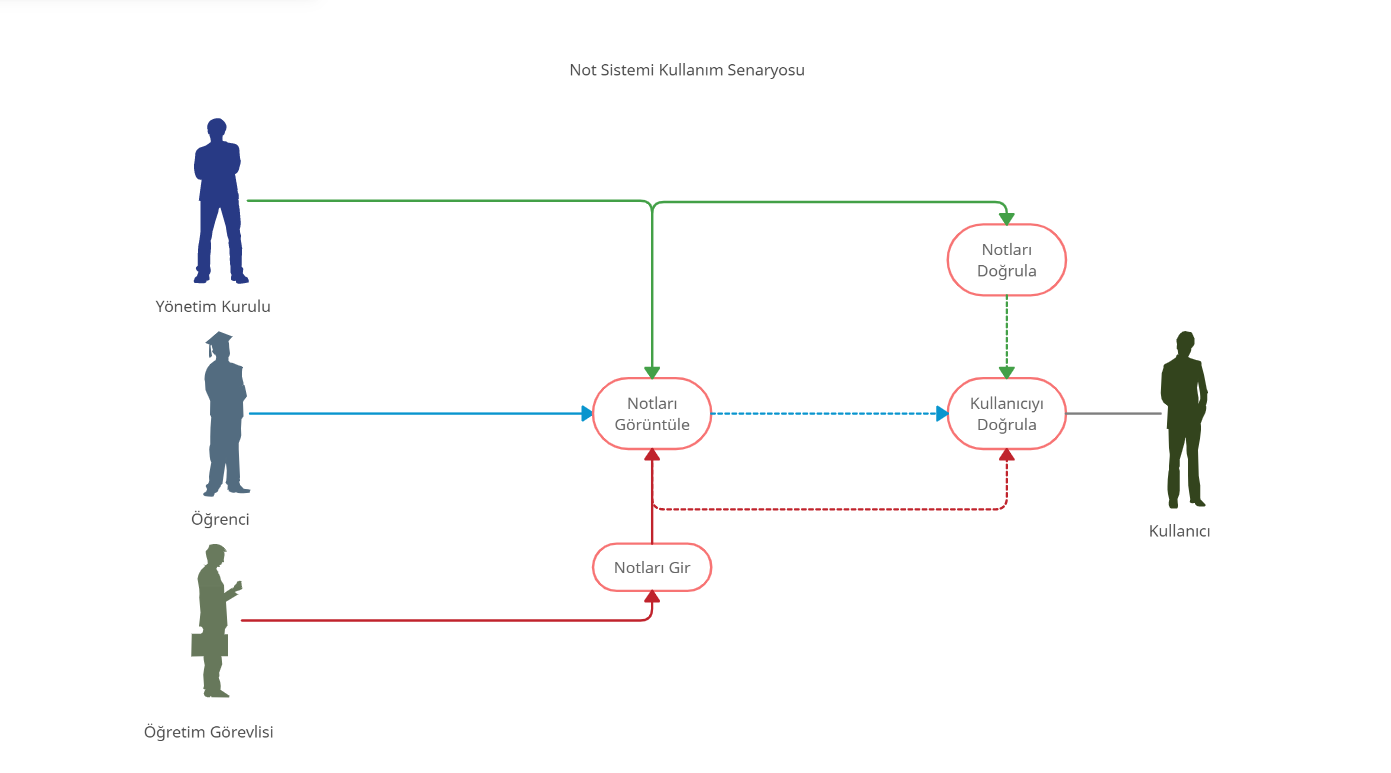 Not Sistemi Kullanım Senaryosu
Yönetim Kurulu
Notları
Doğrula
Notları
Görüntüle
Kullanıcıyı
Doğrula
Öğrenci
Kullanıcı
Notları Gir
Öğretim Görevlisi